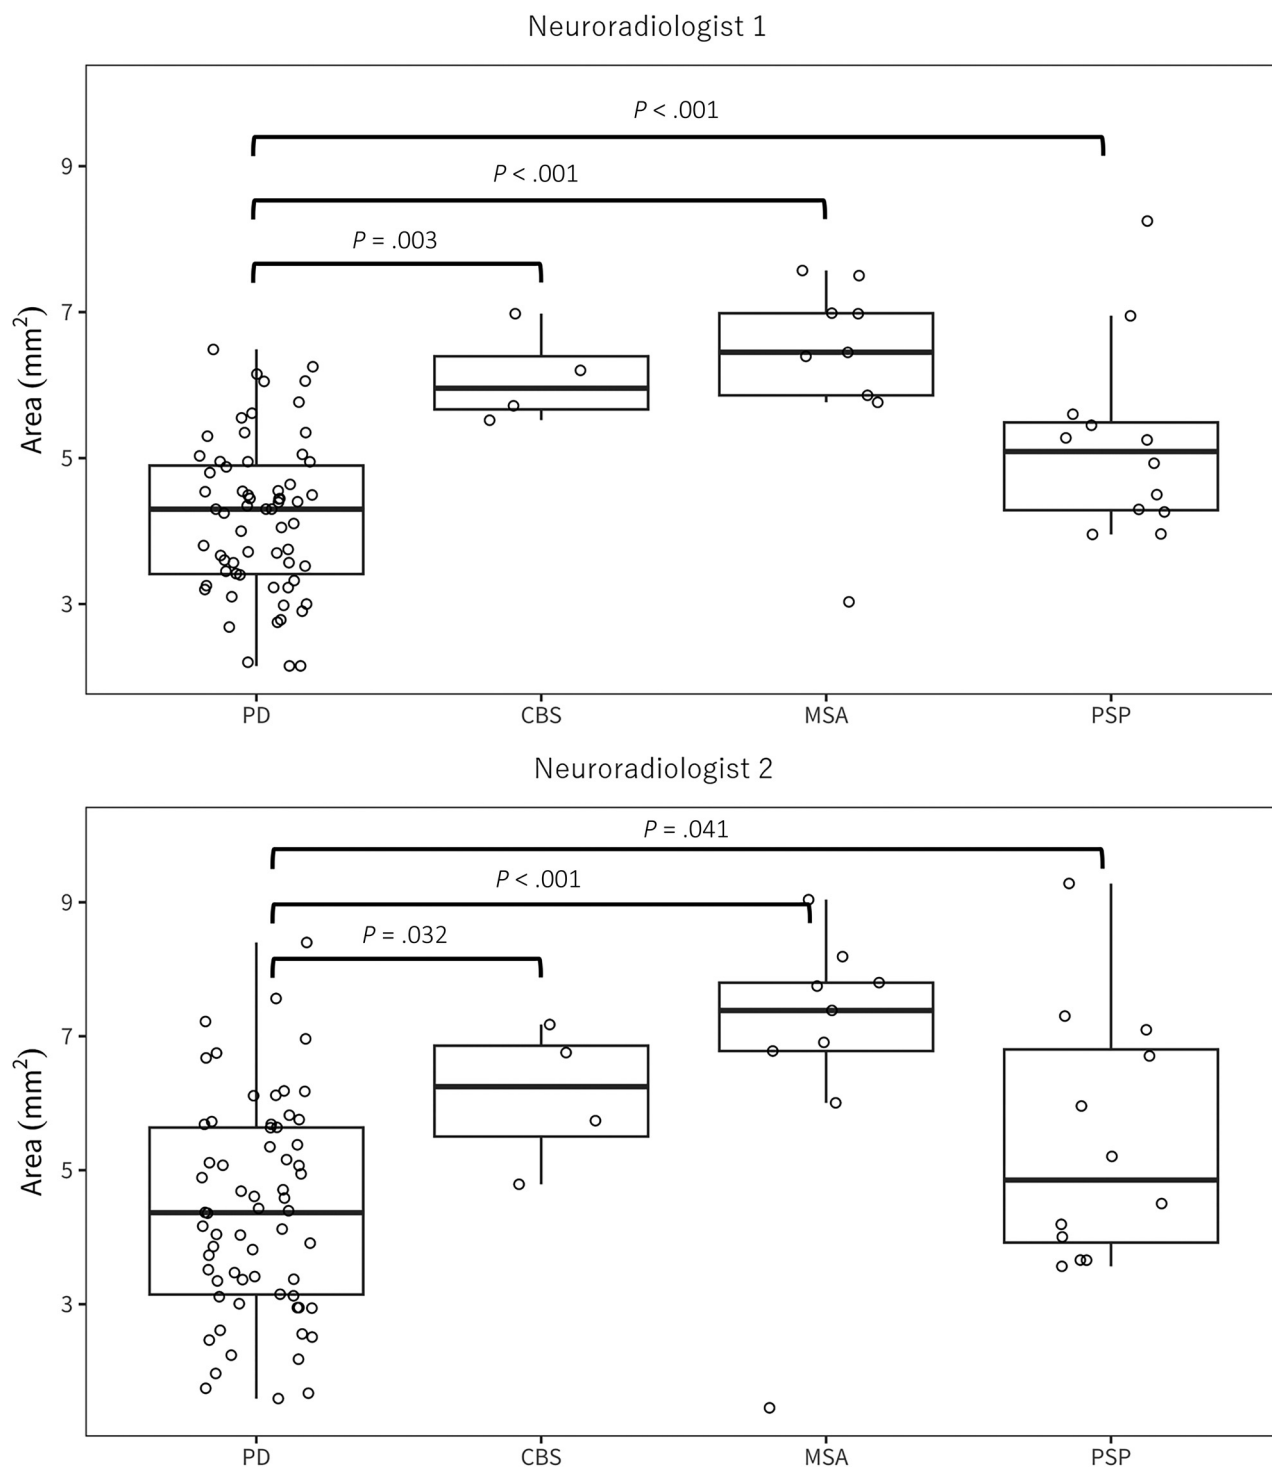 Neuroradiologist 1
P < .001
9
P < .001
P = .003
7
Area (mm²)
5
3
PD CBS MSA PSP
Neuroradiologist 2
P = .041
9
P < .001
P = .032
7
Area (mm²)
5
3
PD CBS MSA PSP